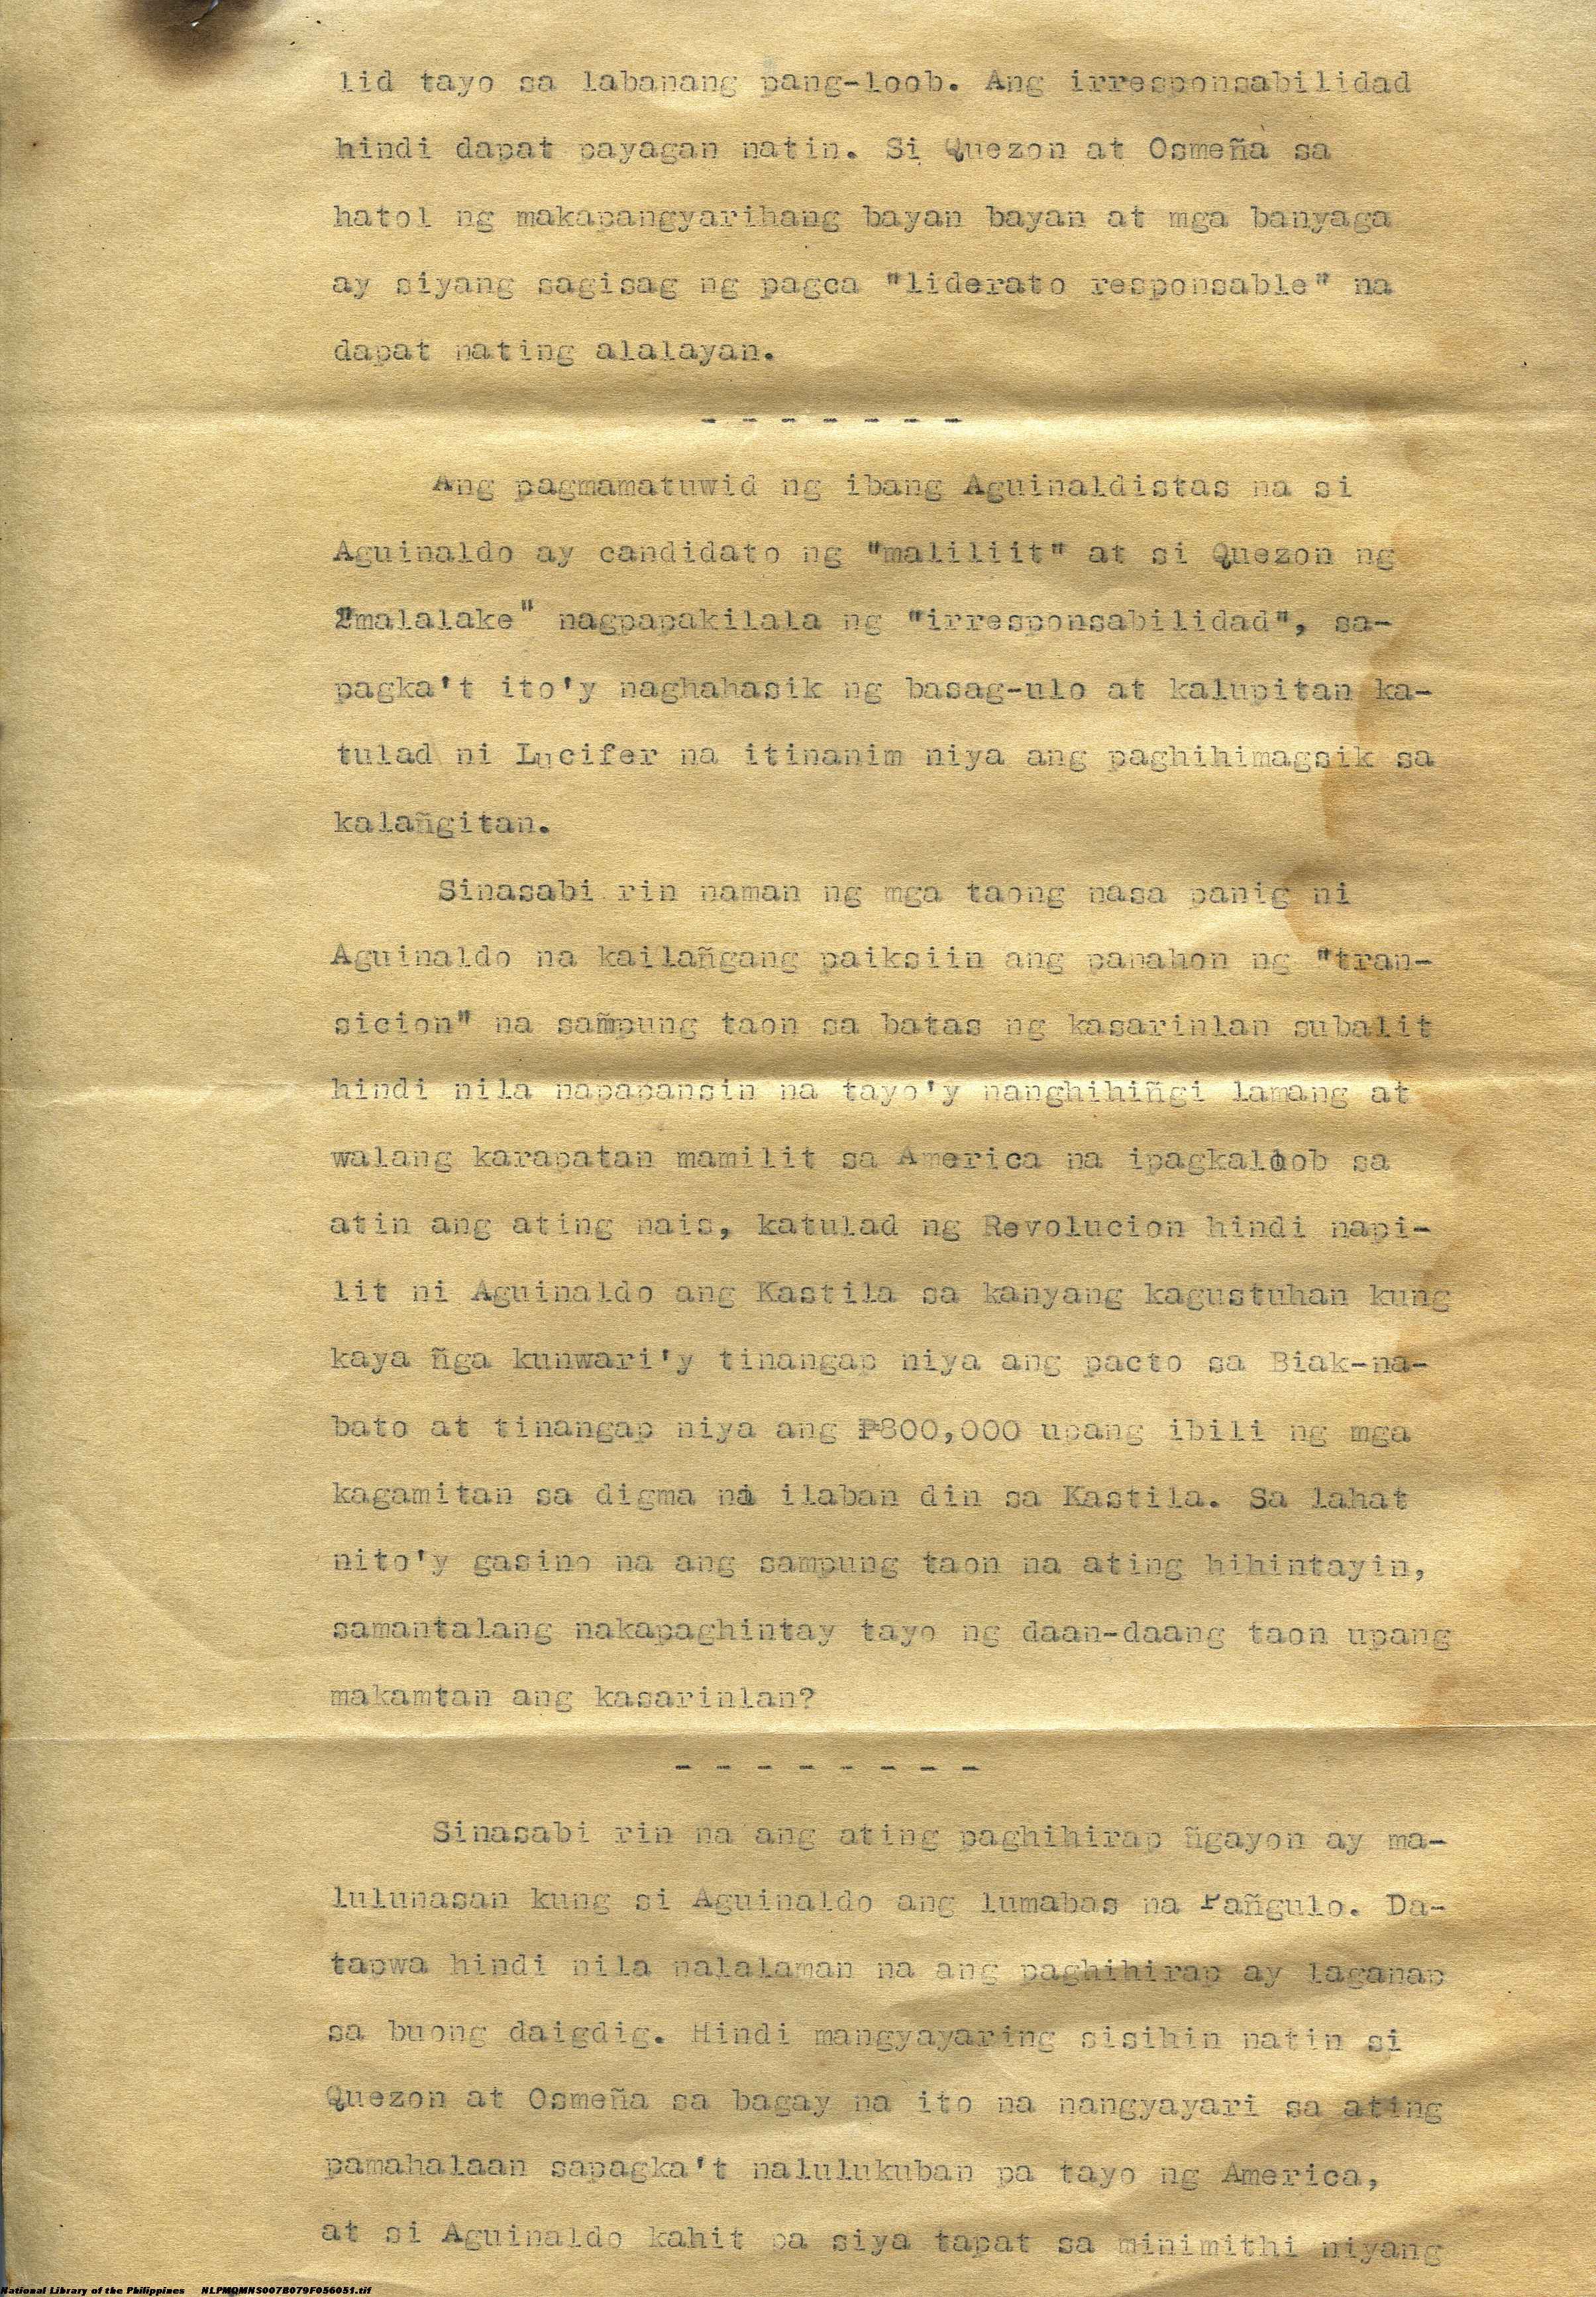 lid tayo sa labanang pang-loob. Ang irresponsabilidad
hindi dapat payagan natin. Si Quezon at Osmeña sa
hatol ng makapangyarihang bayan bayan at mga banyaga
ay siyang sagisag ng pagca "liderato responsable" na
dapat nating alalayan.
- - - - - - -
Ang pagmamatuwid ng ibang Aguinaldistas na si
Aguinaldo ay candidato ng "maliliit" at si Quezon ng
"malalake" nagpapakilala ng "irresponsabilidad", sa-
pagka't ito'y naghahasik ng basag-ulo at kalupitan ka-
tulad ni Lucifer na itinanim niya ang paghihimagsik sa
kalañgitan.
Sinasabi rin naman ng mga taong nasa panig ni
Aguinaldo na kailañgang paiksiin ang panahon ng "tran-
sicion" na sampung taon sa batas ng kasarinlan subalit
hindi nila napapansin na tayo'y nanghihiñgi lamang at
walang karapatan mamilit sa America na ipagkaloob sa
atin ang ating nais, katulad ng Revolucion hindi napi-
lit ni Aguinaldo ang Kastila sa kanyang kagustuhan kung
kaya ñga kunwari'y tinangap niya ang pacto sa Biak-na-
bato at tinangap niya ang ₱800,000 upang ibili ng mga
kagamitan sa digma na ilaban din sa Kastila. Sa lahat
nito'y gasino na ang sampung taon na ating hihintayin,
samantalang nakapaghintay tayo ng daan-daang taon upang
makamtan ang kasarinlan?
- - - - - - - -
Sinasabi rin na ang ating paghihirap ñgayon ay ma-
lulunasan kung si Aguinaldo ang lumabas na Pañgulo. Da-
tapwa hindi nila nalalaman na ang paghihirap ay laganap
sa buong daigdig. Hindi mangyayaring sisihin natin si
Quezon at Osmeña sa bagay na ito na nangyayari sa ating
pamahalaan sapagka't nalulukuban pa tayo ng America,
at si Aguinaldo kahit pa siya tapat sa minimithi niyang
National Library of the Philippines NLPMQMNS007B079F056051.tif